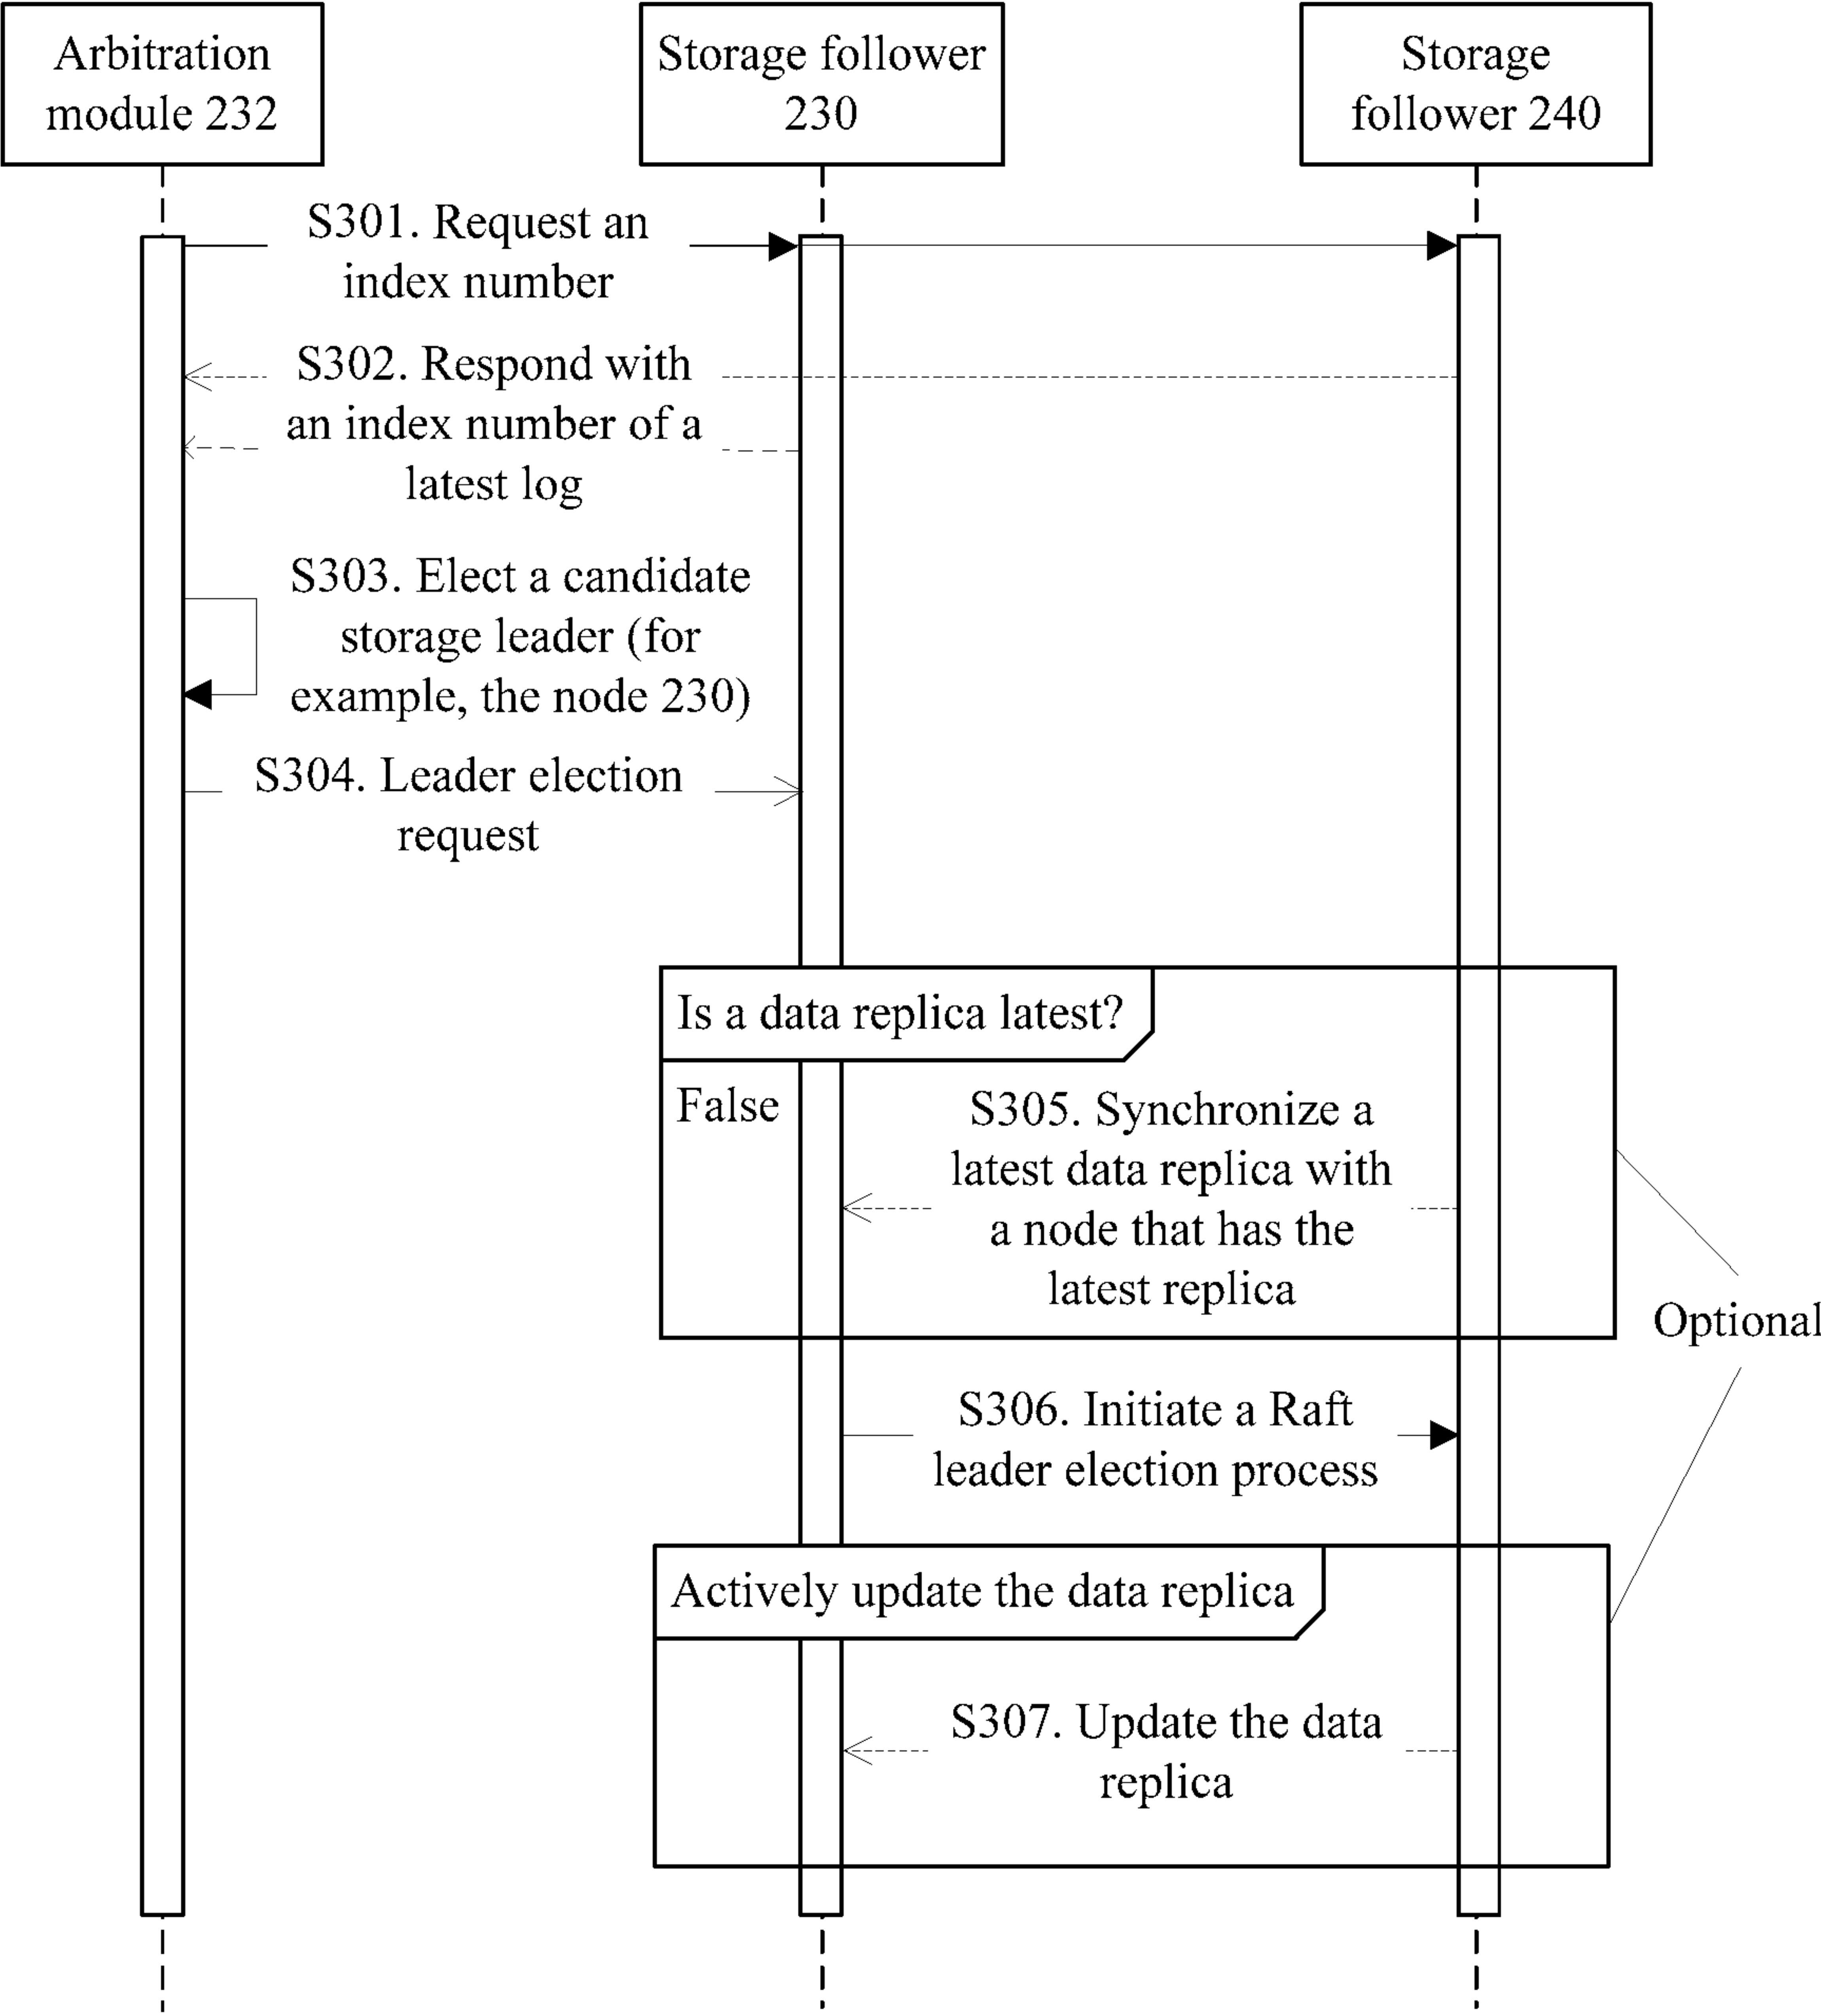 Arbitration
module 232
Storage follower
230
Storage
follower 240
S301. Request an
index number
S302. Respond with
an index number of a
latest log
S303. Elect a candidate
storage leader (for
example, the node 230)
S304. Leader election
request
Is a data replica latest?
False
S305. Synchronize a
latest data replica with
a node that has the
latest replica
Optional
S306. Initiate a Raft
leader election process
Actively update the data replica
S307. Update the data
replica